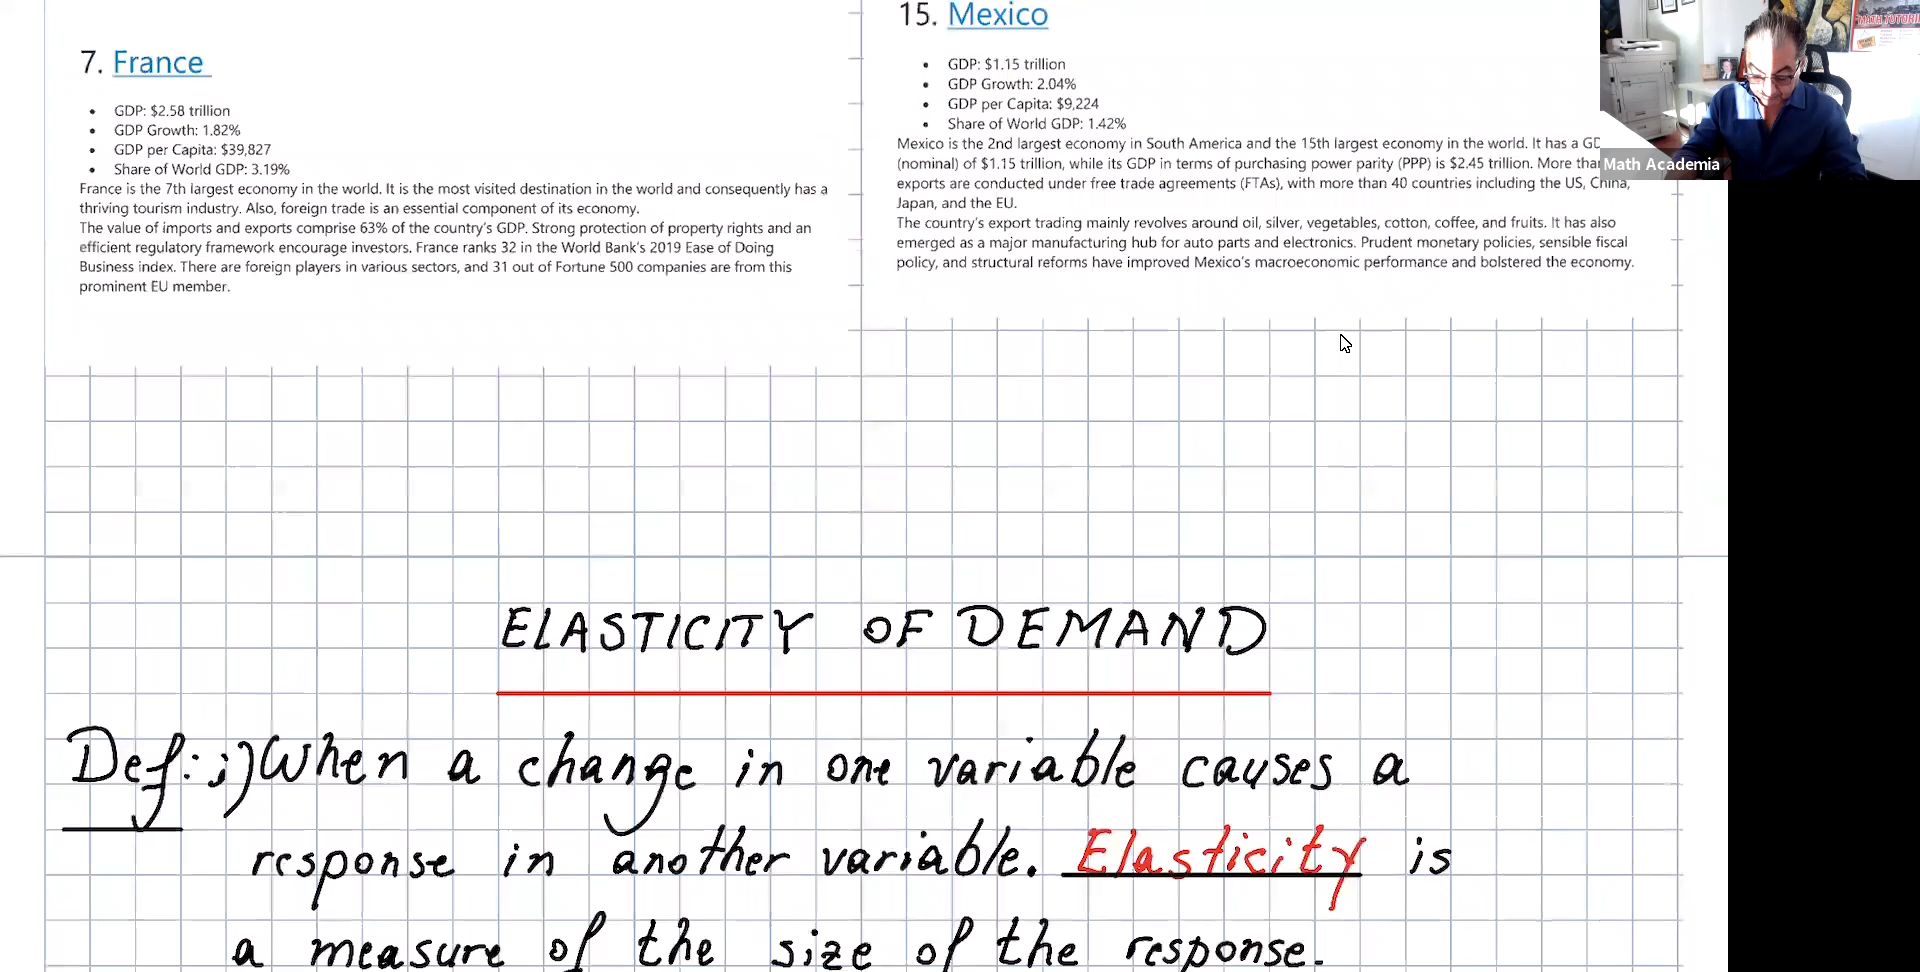 7. France
GDP: $2.58 trillion
GDP Growth: 1.82%
GDP per Capita: $39,827
Share of World GDP: 3.19%
France is the 7th largest economy in the world. It is the most visited destination in the world and consequently has a
thriving tourism industry. Also, foreign trade is an essential component of its economy.
The value of imports and exports comprise 63% of the country's GDP. Strong protection of property rights and an
efficient regulatory framework encourage investors. France ranks 32 in the World Bank's 2019 Ease of Doing
Business index. There are foreign players in various sectors, and 31 out of Fortune 500 companies are from this
prominent EU member.
15. Mexico
GDP: $1.15 trillion
GDP Growth: 2.04%
GDP per Capita: $9,224
Share of World GDP: 1.42%
Mexico is the 2nd largest economy in South America and the 15th largest economy in the world. It has a
(nominal) of $1.15 trillion, while its GDP in terms of purchasing power parity (PPP) is $2.45 trillion. More
exports are conducted under free trade agreements (FTAs), with more than 40 countries including the US, China,
Japan, and the EU.
The country's export trading mainly revolves around oil, silver, vegetables, cotton, coffee, and fruits. It has also
emerged as a major manufacturing hub for auto parts and electronics. Prudent monetary policies, sensible fiscal
policy, and structural reforms have improved Mexico's macroeconomic performance and bolstered the economy.
Math Academia
ELASTICITY OF DEMAND
Def: i) When a change in one variable causes a
response in another variable. Elasticity is
a measure of the size of the response.